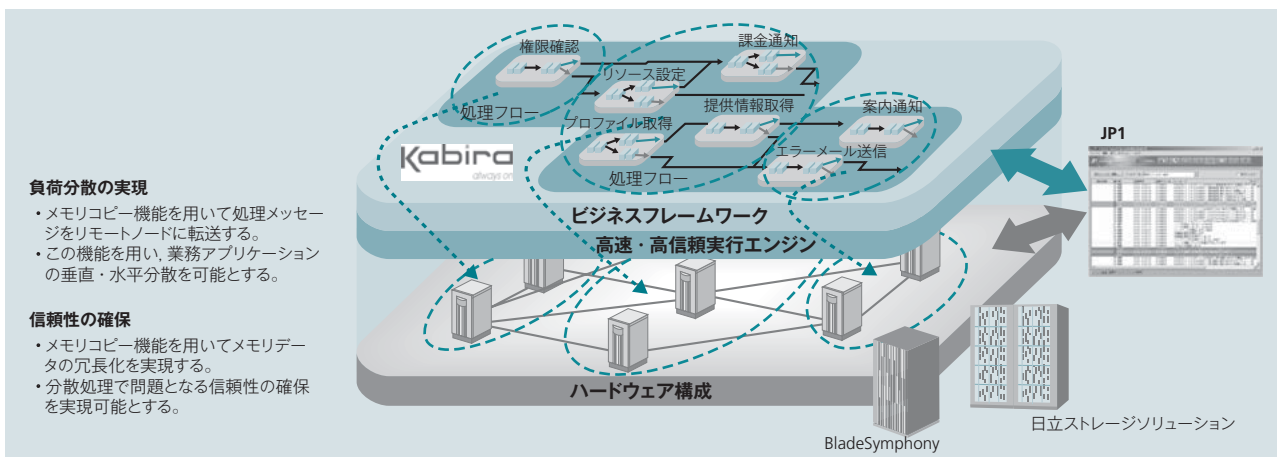 権限確認
課金通知
リソース設定
処理フロー
提供情報取得
案内通知
プロファイル取得
エラーメール送信
処理フロー
Kabira
always on
ビジネスフレームワーク
高速・高信頼実行エンジン
ハードウェア構成
JP1
負荷分散の実現
・メモリコピー機能を用いて処理メッセー
ジをリモートノードに転送する。
・この機能を用い, 業務アプリケーション
の垂直・水平分散を可能とする。
信頼性の確保
・メモリコピー機能を用いてメモリデー
タの冗長化を実現する。
・分散処理で問題となる信頼性の確保
を実現可能とする。
BladeSymphony
日立ストレージソリューション